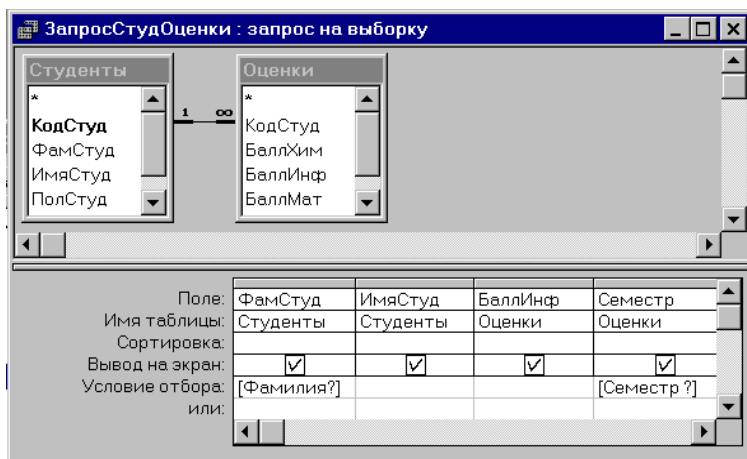 ЗапросСтудОценки : запрос на выборку
Студенты
*
КодСтуд
ФамСтуд
ИмяСтуд
ПолСтуд
1 ∞
Оценки
*
КодСтуд
БаллХим
БаллИнф
БаллМат
Поле: ФамСтуд ИмяСтуд БаллИнф Семестр
Имя таблицы: Студенты Студенты Оценки Оценки
Сортировка:
Вывод на экран:
Условие отбора: [Фамилия?] [Семестр ?]
или: